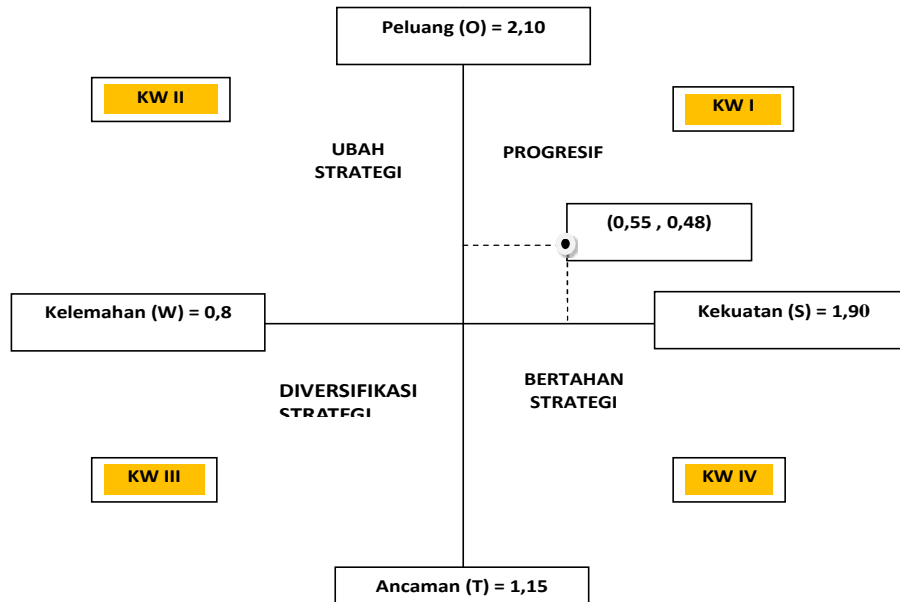 Peluang (O) = 2,10
KW II
KW I
UBAH
STRATEGI
PROGRESIF
(0,55 , 0,48)
Kelemahan (W) = 0,8
Kekuatan (S) = 1,90
DIVERSIFIKASI
STRATEGI
BERTAHAN
STRATEGI
KW III
KW IV
Ancaman (T) = 1,15